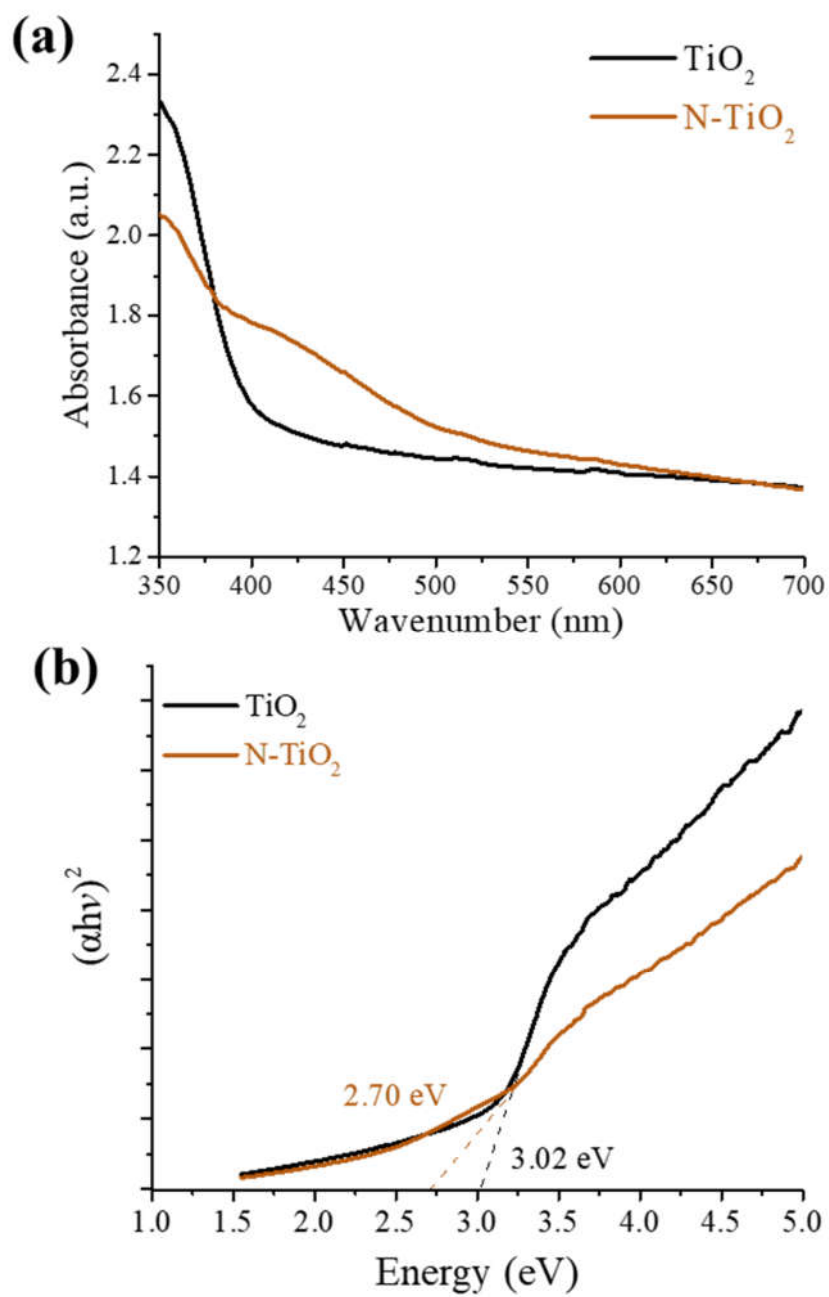 (a)
TiO2
N-TiO2
2.4
2.2
2.0
1.8
1.6
1.4
1.2
Absorbance (a.u.)
350 400 450 500 550 600 650 700
Wavenumber (nm)
(b)
TiO2
N-TiO2
(αhν)2
2.70 eV
3.02 eV
1.0 1.5 2.0 2.5 3.0 3.5 4.0 4.5 5.0
Energy (eV)